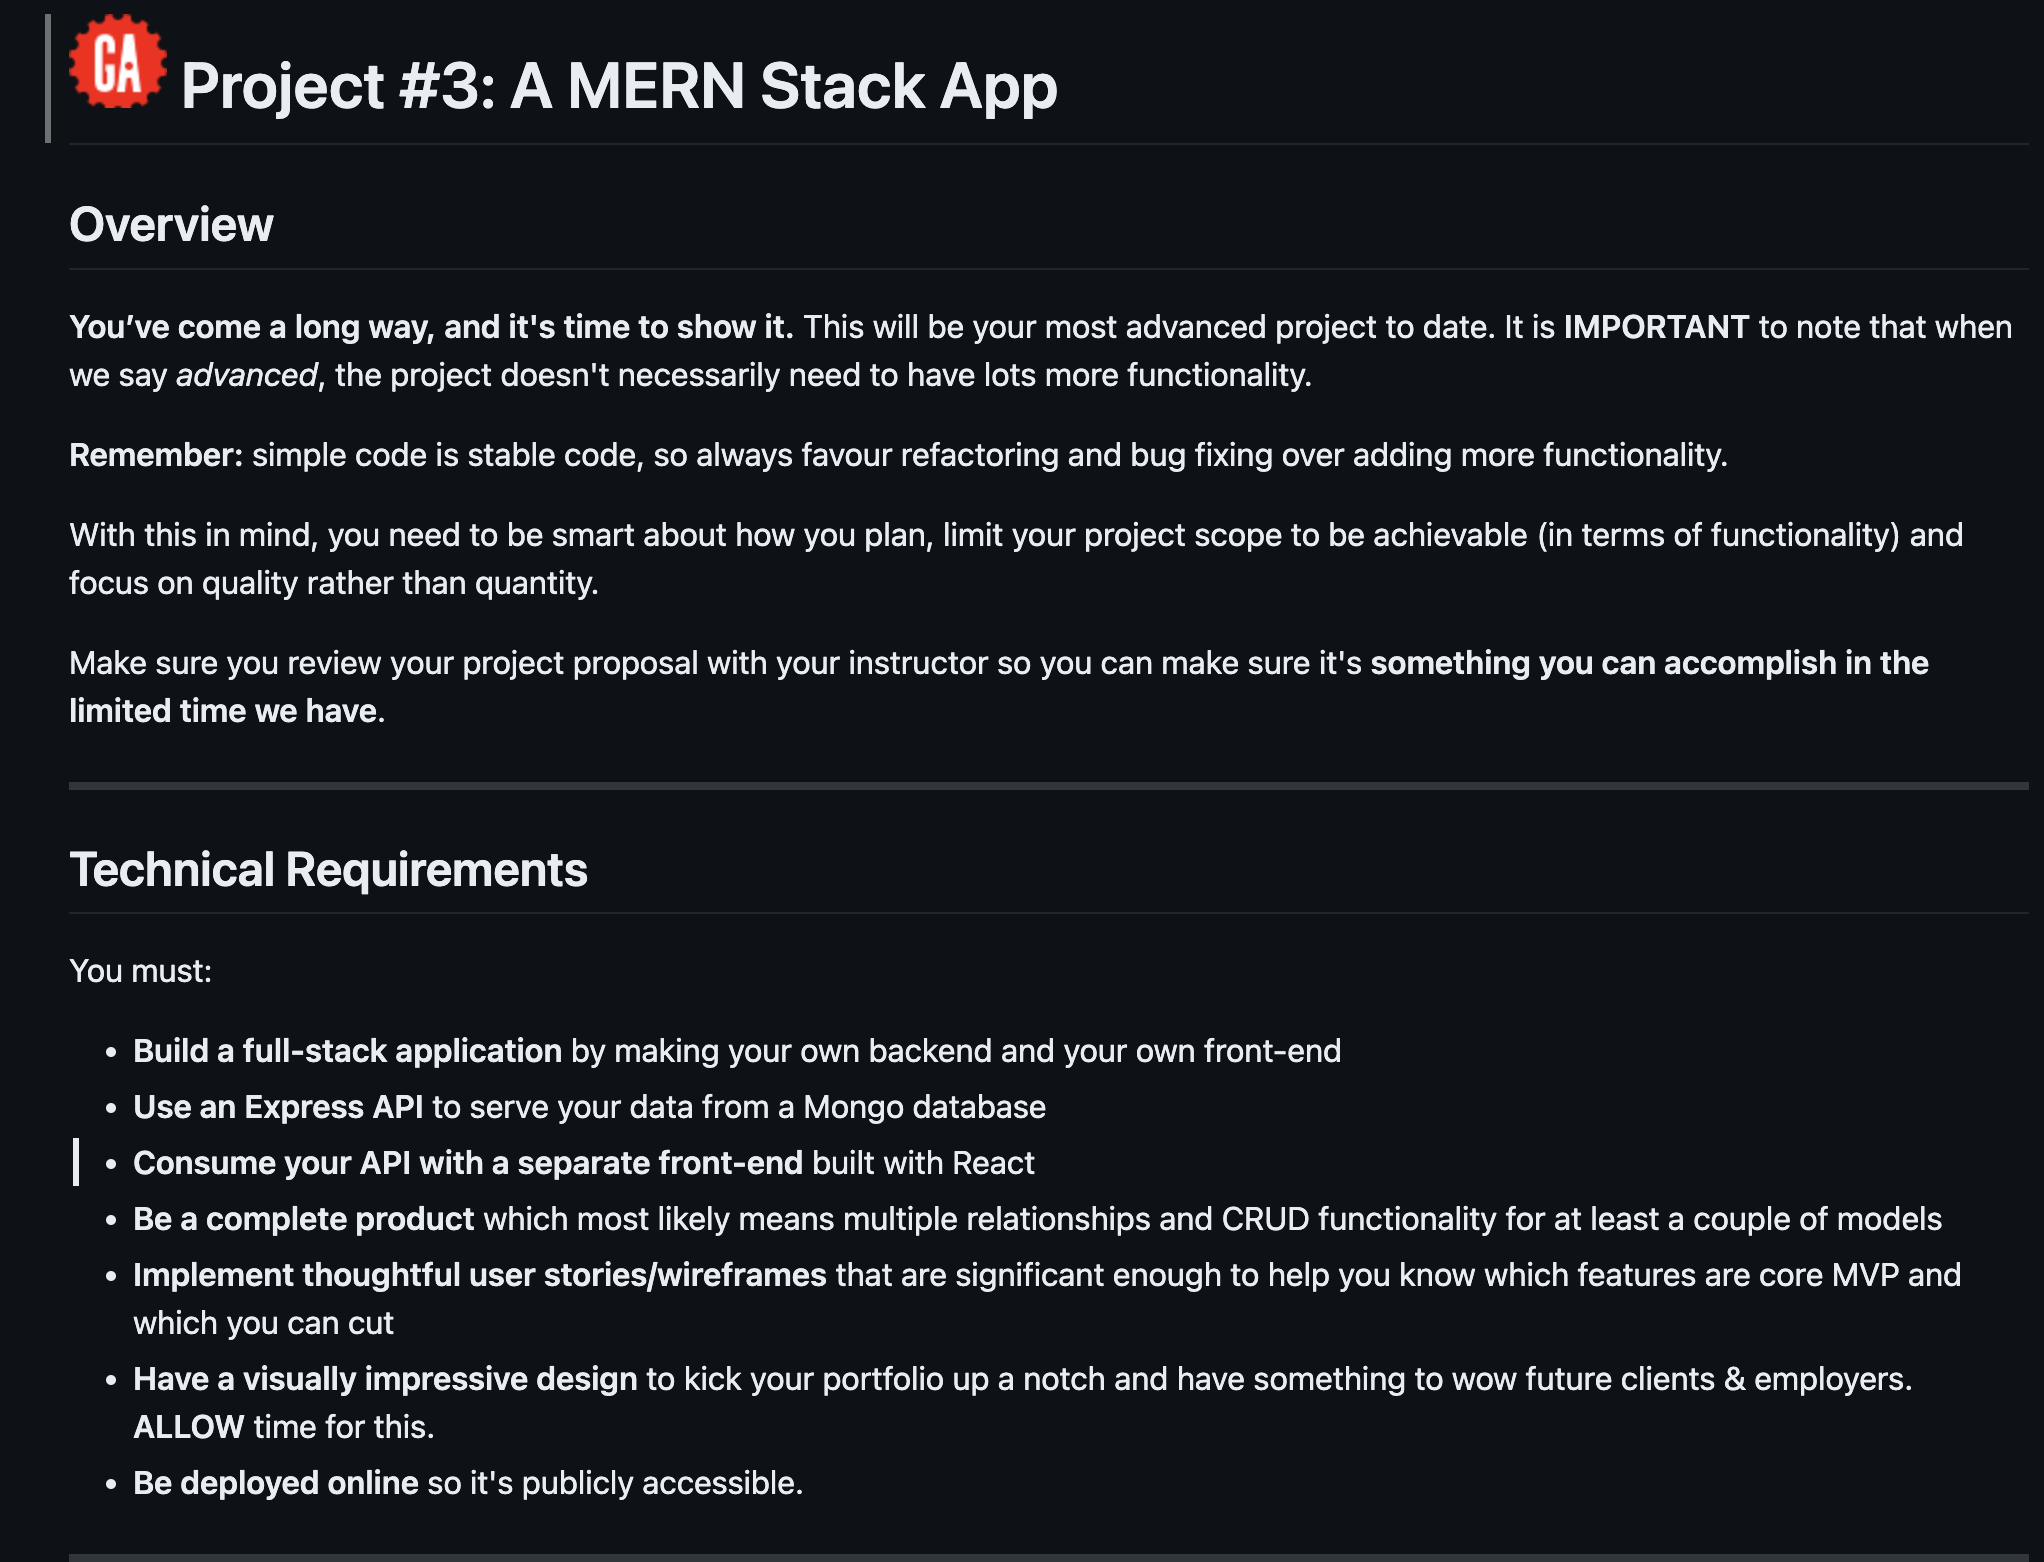 GA
Project #3: A MERN Stack App
Overview
You’ve come a long way, and it's time to show it. This will be your most advanced project to date. It is IMPORTANT to note that when
we say advanced, the project doesn't necessarily need to have lots more functionality.
Remember: simple code is stable code, so always favour refactoring and bug fixing over adding more functionality.
With this in mind, you need to be smart about how you plan, limit your project scope to be achievable (in terms of functionality) and
focus on quality rather than quantity.
Make sure you review your project proposal with your instructor so you can make sure it's something you can accomplish in the
limited time we have.
Technical Requirements
You must:
• Build a full-stack application by making your own backend and your own front-end
• Use an Express API to serve your data from a Mongo database
• Consume your API with a separate front-end built with React
• Be a complete product which most likely means multiple relationships and CRUD functionality for at least a couple of models
• Implement thoughtful user stories/wireframes that are significant enough to help you know which features are core MVP and
which you can cut
• Have a visually impressive design to kick your portfolio up a notch and have something to wow future clients & employers.
ALLOW time for this.
• Be deployed online so it's publicly accessible.